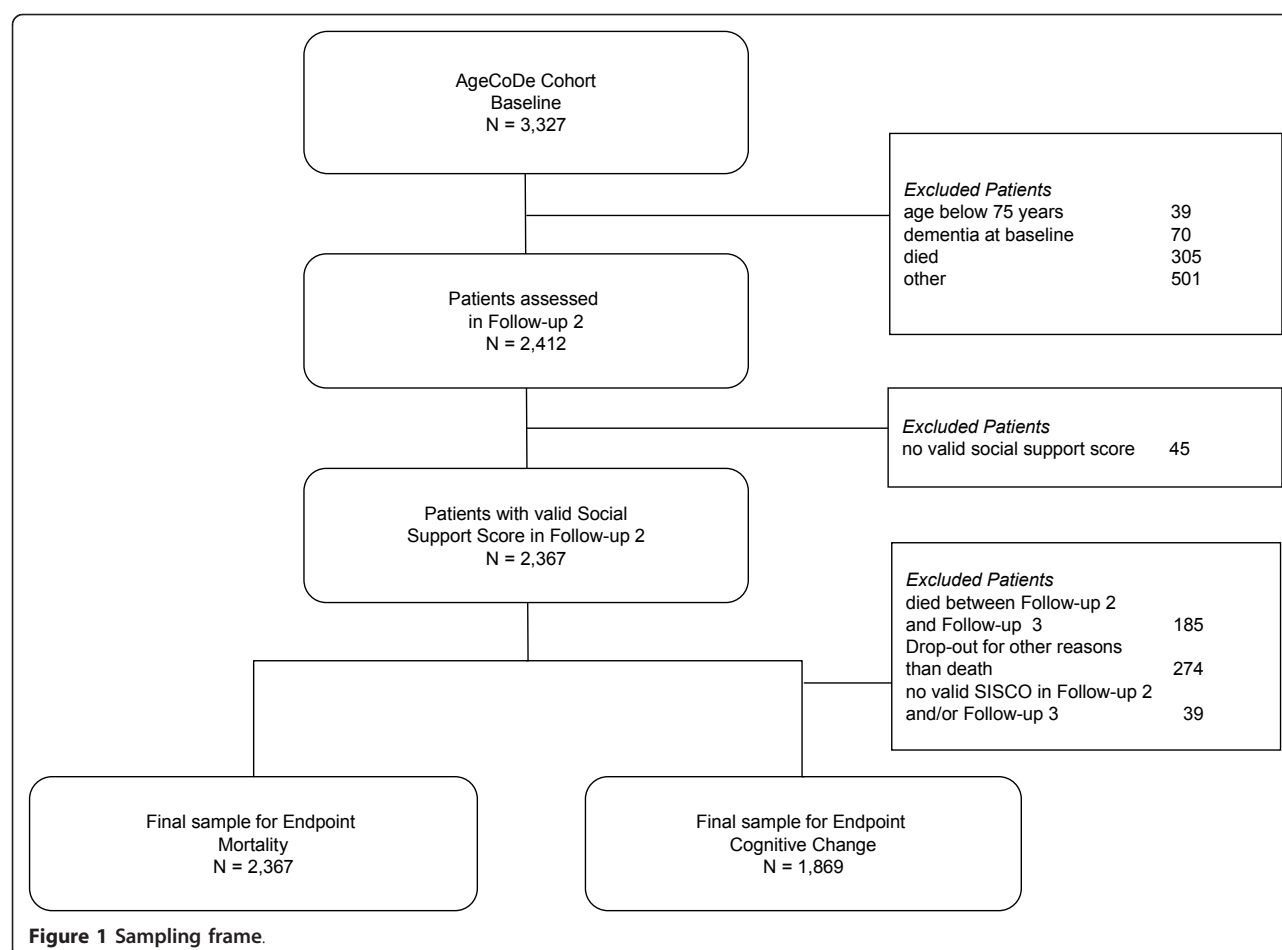 AgeCoDe Cohort
Baseline
N = 3,327
Excluded Patients
age below 75 years 39
dementia at baseline 70
died 305
other 501
Patients assessed
in Follow-up 2
N = 2,412
Excluded Patients
no valid social support score 45
Patients with valid Social
Support Score in Follow-up 2
N = 2,367
Excluded Patients
died between Follow-up 2
and Follow-up 3 185
Drop-out for other reasons
than death 274
no valid SISCO in Follow-up 2
and/or Follow-up 3 39
Final sample for Endpoint
Mortality
N = 2,367
Final sample for Endpoint
Cognitive Change
N = 1,869
Figure 1 Sampling frame.